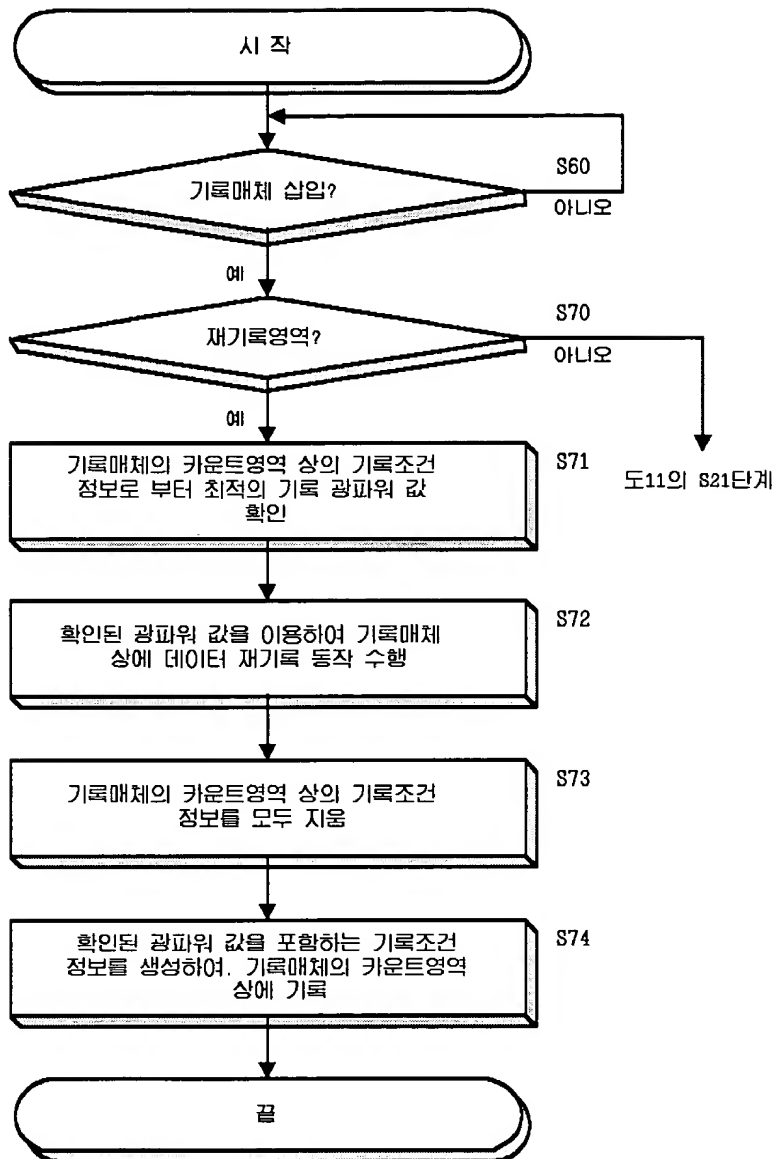 시 작
기록매체 삽입?
S60
아니오
예
재기록영역?
S70
아니오
예
도11의 S21단계
기록매체의 카운트영역 상의 기록조건
정보로 부터 최적의 기록 광파워 값
확인
S71
확인된 광파워 값을 이용하여 기록매체
상에 데이터 재기록 동작 수행
S72
기록매체의 카운트영역 상의 기록조건
정보를 모두 지움
S73
확인된 광파워 값을 포함하는 기록조건
정보를 생성하여. 기록매체의 카운트영역
상에 기록
S74
끝